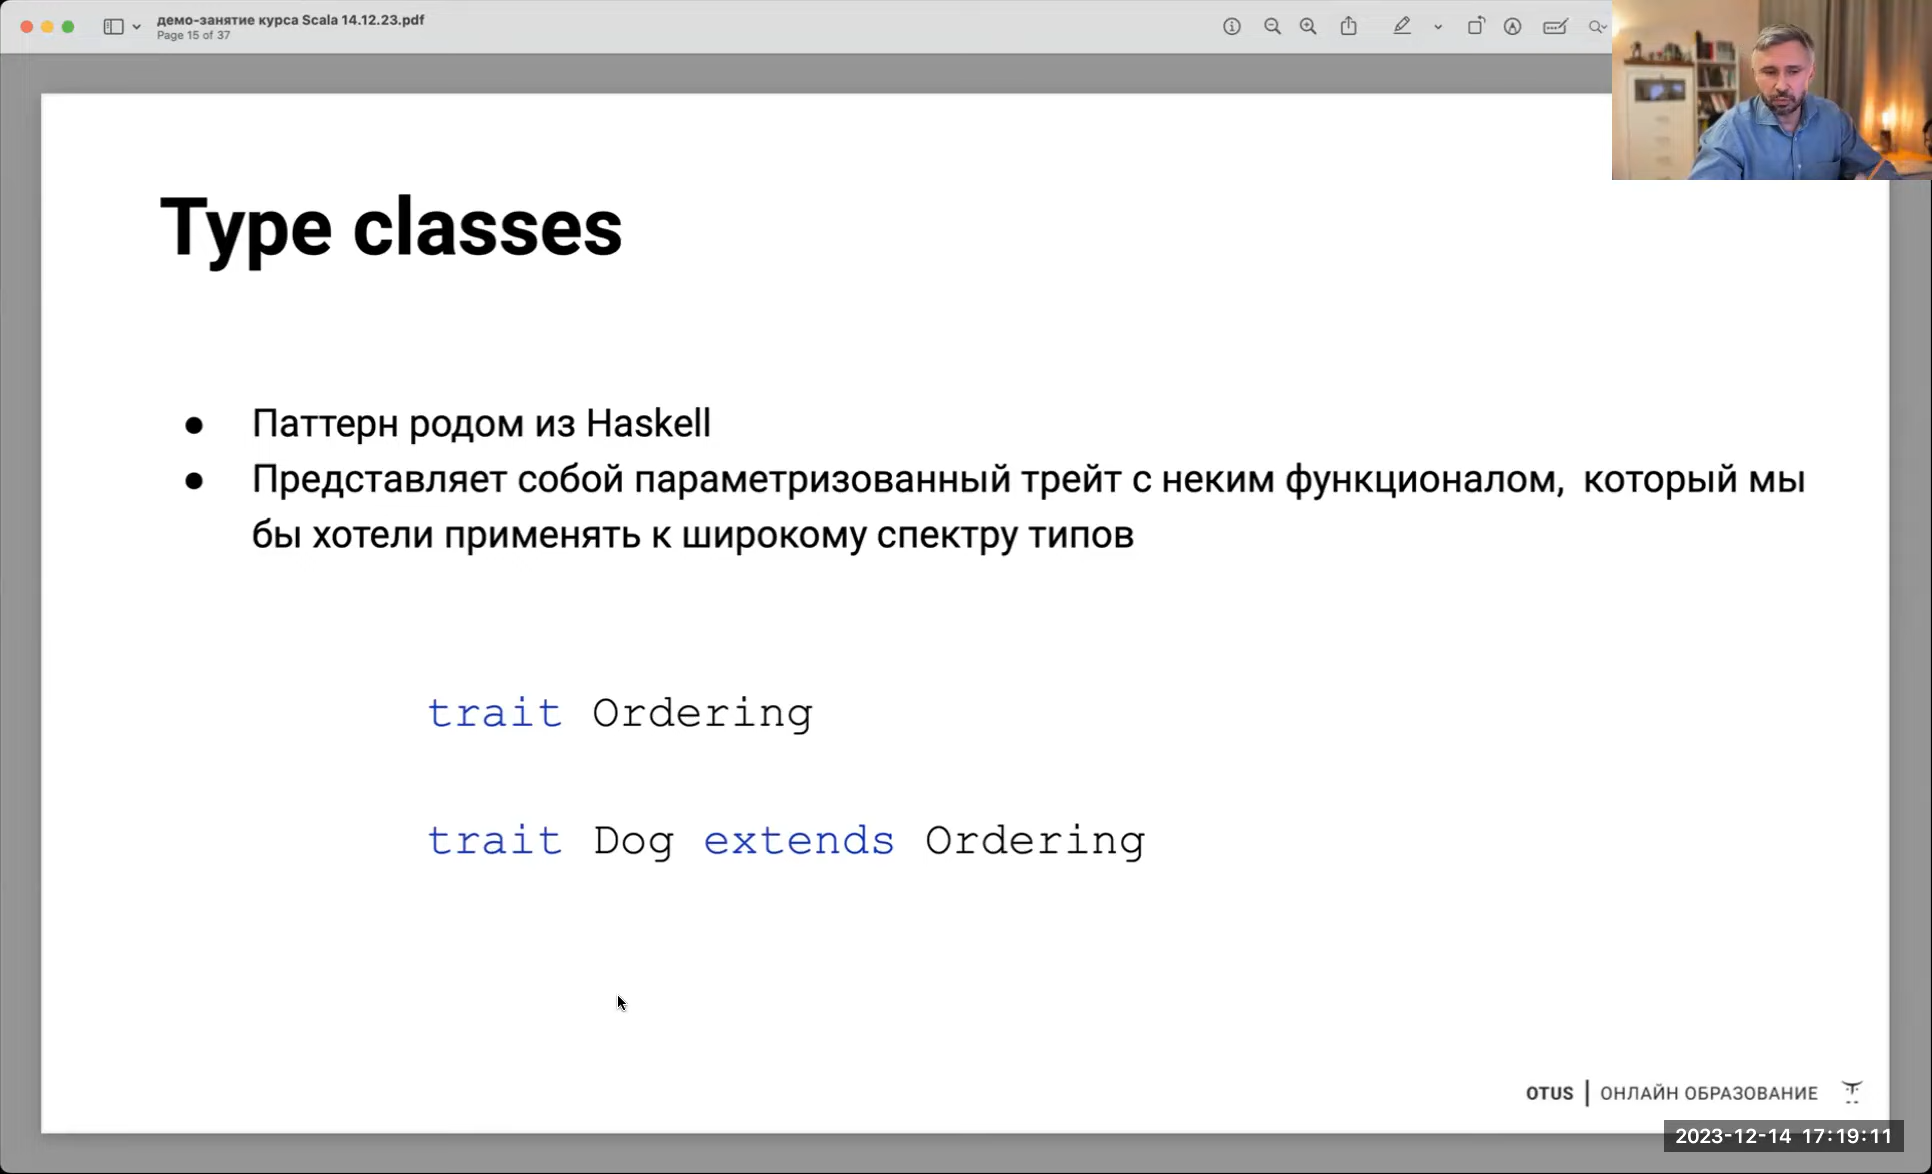 демо-занятие курса Scala 14.12.23.pdf
Page 15 of 37
Type classes
● Паттерн родом из Haskell
● Представляет собой параметризованный трейт с неким функционалом, который мы
бы хотели применять к широкому спектру типов
trait Ordering
trait Dog extends Ordering
OTUS | ОНЛАЙН ОБРАЗОВАНИЕ
2023-12-14 17:19:11